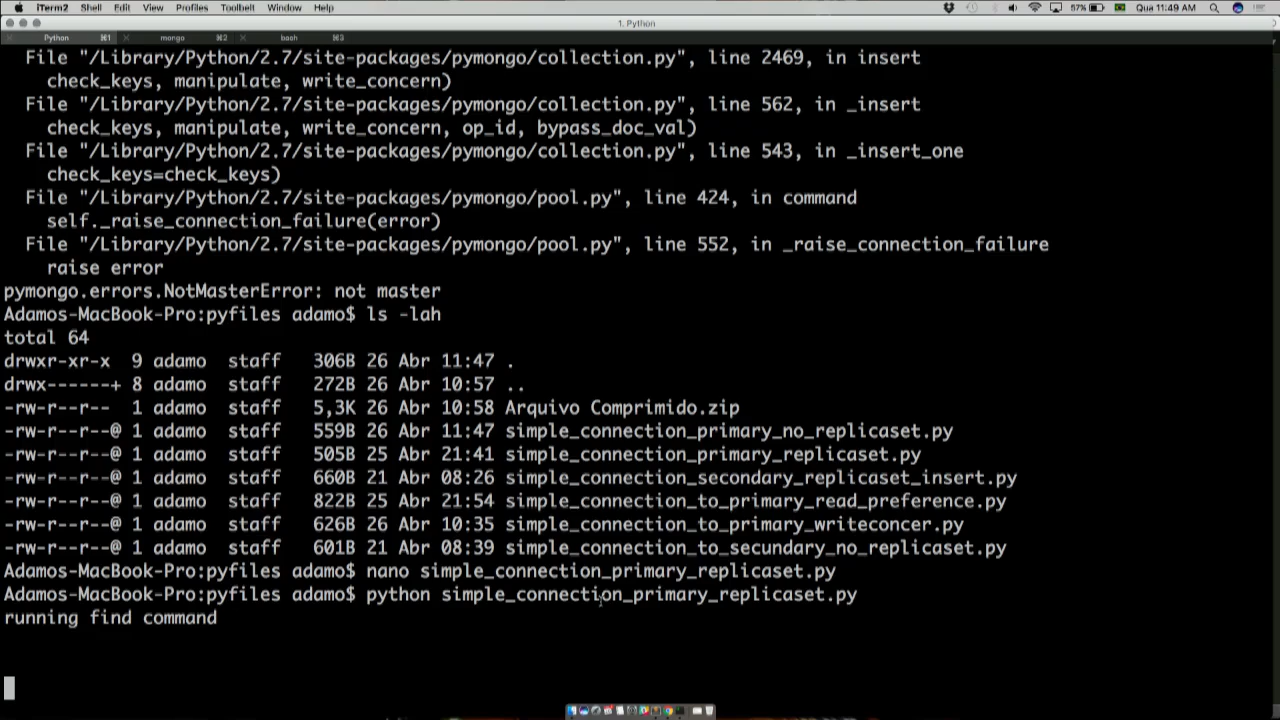 iTerm2 Shell Edit View Profiles Toolbelt Window Help 57% Qua 11:49 AM
1. Python
Python ⌘1 mongo ⌘2 bash ⌘3
File "/Library/Python/2.7/site-packages/pymongo/collection.py", line 2469, in insert
check_keys, manipulate, write_concern)
File "/Library/Python/2.7/site-packages/pymongo/collection.py", line 562, in _insert
check_keys, manipulate, write_concern, op_id, bypass_doc_val)
File "/Library/Python/2.7/site-packages/pymongo/collection.py", line 543, in _insert_one
check_keys=check_keys)
File "/Library/Python/2.7/site-packages/pymongo/pool.py", line 424, in command
self._raise_connection_failure(error)
File "/Library/Python/2.7/site-packages/pymongo/pool.py", line 552, in _raise_connection_failure
raise error
pymongo.errors.NotMasterError: not master
Adamos-MacBook-Pro:pyfiles adamo$ ls -lah
total 64
drwxr-xr-x 9 adamo staff 306B 26 Abr 11:47 .
drwx------+ 8 adamo staff 272B 26 Abr 10:57 ..
-rw-r--r-- 1 adamo staff 5,3K 26 Abr 10:58 Arquivo Comprimido.zip
-rw-r--r--@ 1 adamo staff 559B 26 Abr 11:47 simple_connection_primary_no_replicaset.py
-rw-r--r--@ 1 adamo staff 505B 25 Abr 21:41 simple_connection_primary_replicaset.py
-rw-r--r--@ 1 adamo staff 660B 21 Abr 08:26 simple_connection_secondary_replicaset_insert.py
-rw-r--r--@ 1 adamo staff 822B 25 Abr 21:54 simple_connection_to_primary_read_preference.py
-rw-r--r--@ 1 adamo staff 626B 26 Abr 10:35 simple_connection_to_primary_writeconcer.py
-rw-r--r--@ 1 adamo staff 601B 21 Abr 08:39 simple_connection_to_secundary_no_replicaset.py
Adamos-MacBook-Pro:pyfiles adamo$ nano simple_connection_primary_replicaset.py
Adamos-MacBook-Pro:pyfiles adamo$ python simple_connection_primary_replicaset.py
running find command